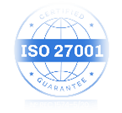 CERTIFIED
ISO 27001
GUARANTEE